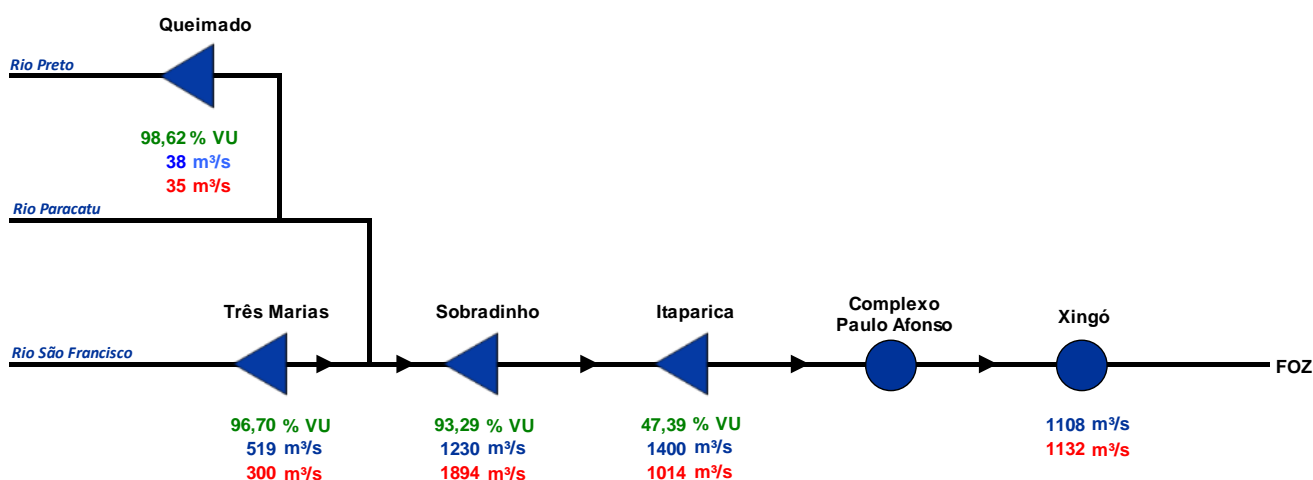 Queimado
Rio Preto
98,62 % VU
38 m³/s
35 m³/s
Rio Paracatu
Três Marias
Sobradinho
Itaparica
Complexo
Paulo Afonso
Xingó
Rio São Francisco
FOZ
96,70 % VU
519 m³/s
300 m³/s
93,29 % VU
1230 m³/s
1894 m³/s
47,39 % VU
1400 m³/s
1014 m³/s
1108 m³/s
1132 m³/s